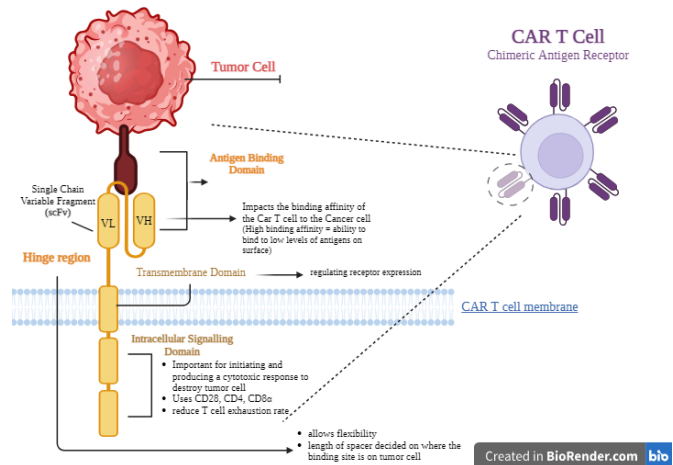 CAR T Cell
Chimeric Antigen Receptor
Tumor Cell
Antigen Binding
Domain
Single Chain
Variable Fragment
(scFv)
VL
VH
Impacts the binding affinity of
the Car T cell to the Cancer cell
(High binding affinity = ability to
bind to low levels of antigens on
surface)
Hinge region
Transmembrane Domain
regulating receptor expression
CAR T cell membrane
Intracellular Signalling
Domain
• Important for initiating and
producing a cytotoxic response to
destroy tumor cell
• Uses CD28, CD4, CD8α
• reduce T cell exhaustion rate
• allows flexibility
• length of spacer decided on where the
binding site is on tumor cell
Created in BioRender.com bio